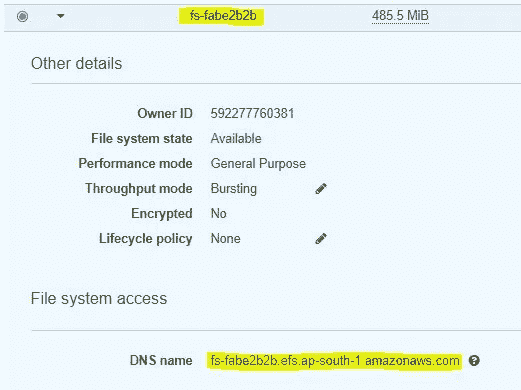 fs-fabe2b2b 485.5 MiB
Other details
Owner ID 592277760381
File system state Available
Performance mode General Purpose
Throughput mode Bursting
Encrypted No
Lifecycle policy None
File system access
DNS name fs-fabe2b2b.efs.ap-south-1.amazonaws.com